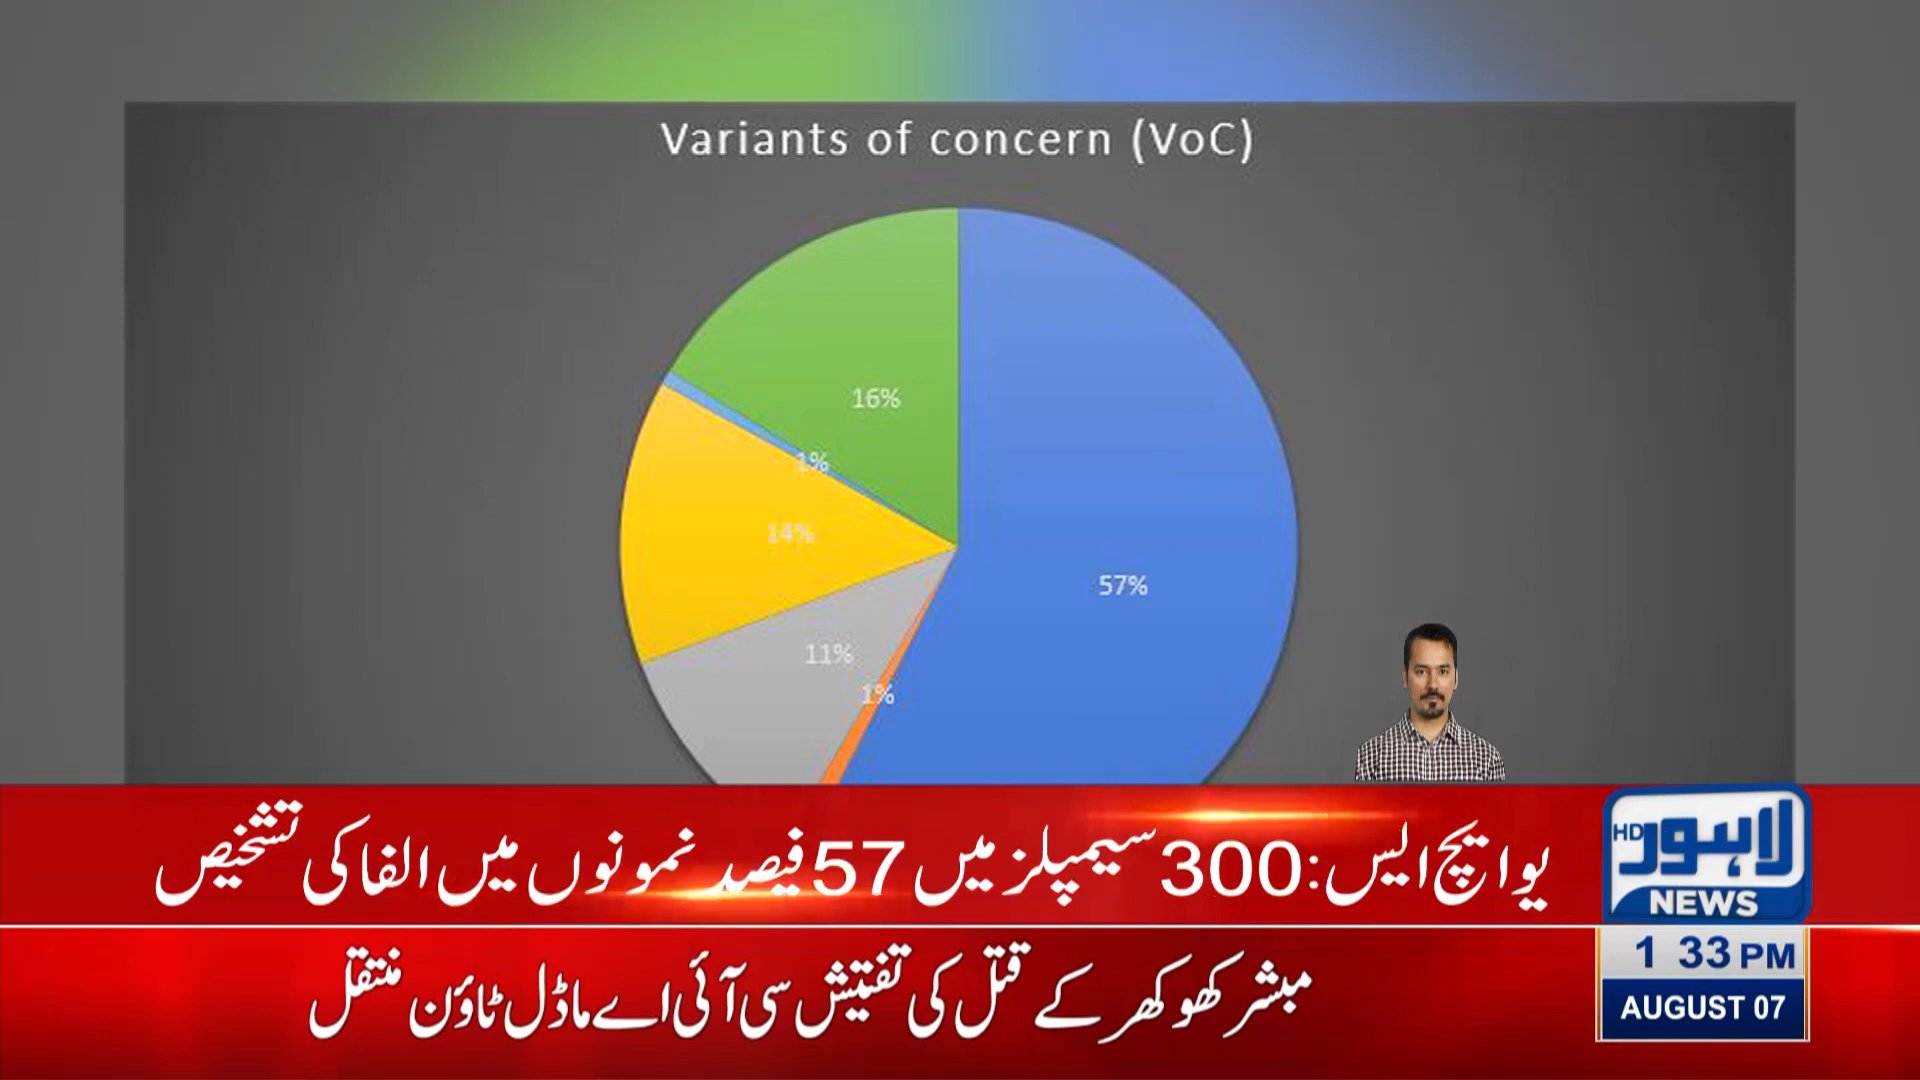 Variants of concern (VoC)
16%
1%
14%
57%
11%
1%
یو ایچ ایس: 300 سیمپلز میں 57 فیصد نمونوں میں الفا کی تشخیص
HD لاہور
NEWS
1 33 PM
مبشر کھوکھر کے قتل کی تفتیش سی آئی اے ماڈل ٹاؤن منتقل
AUGUST 07